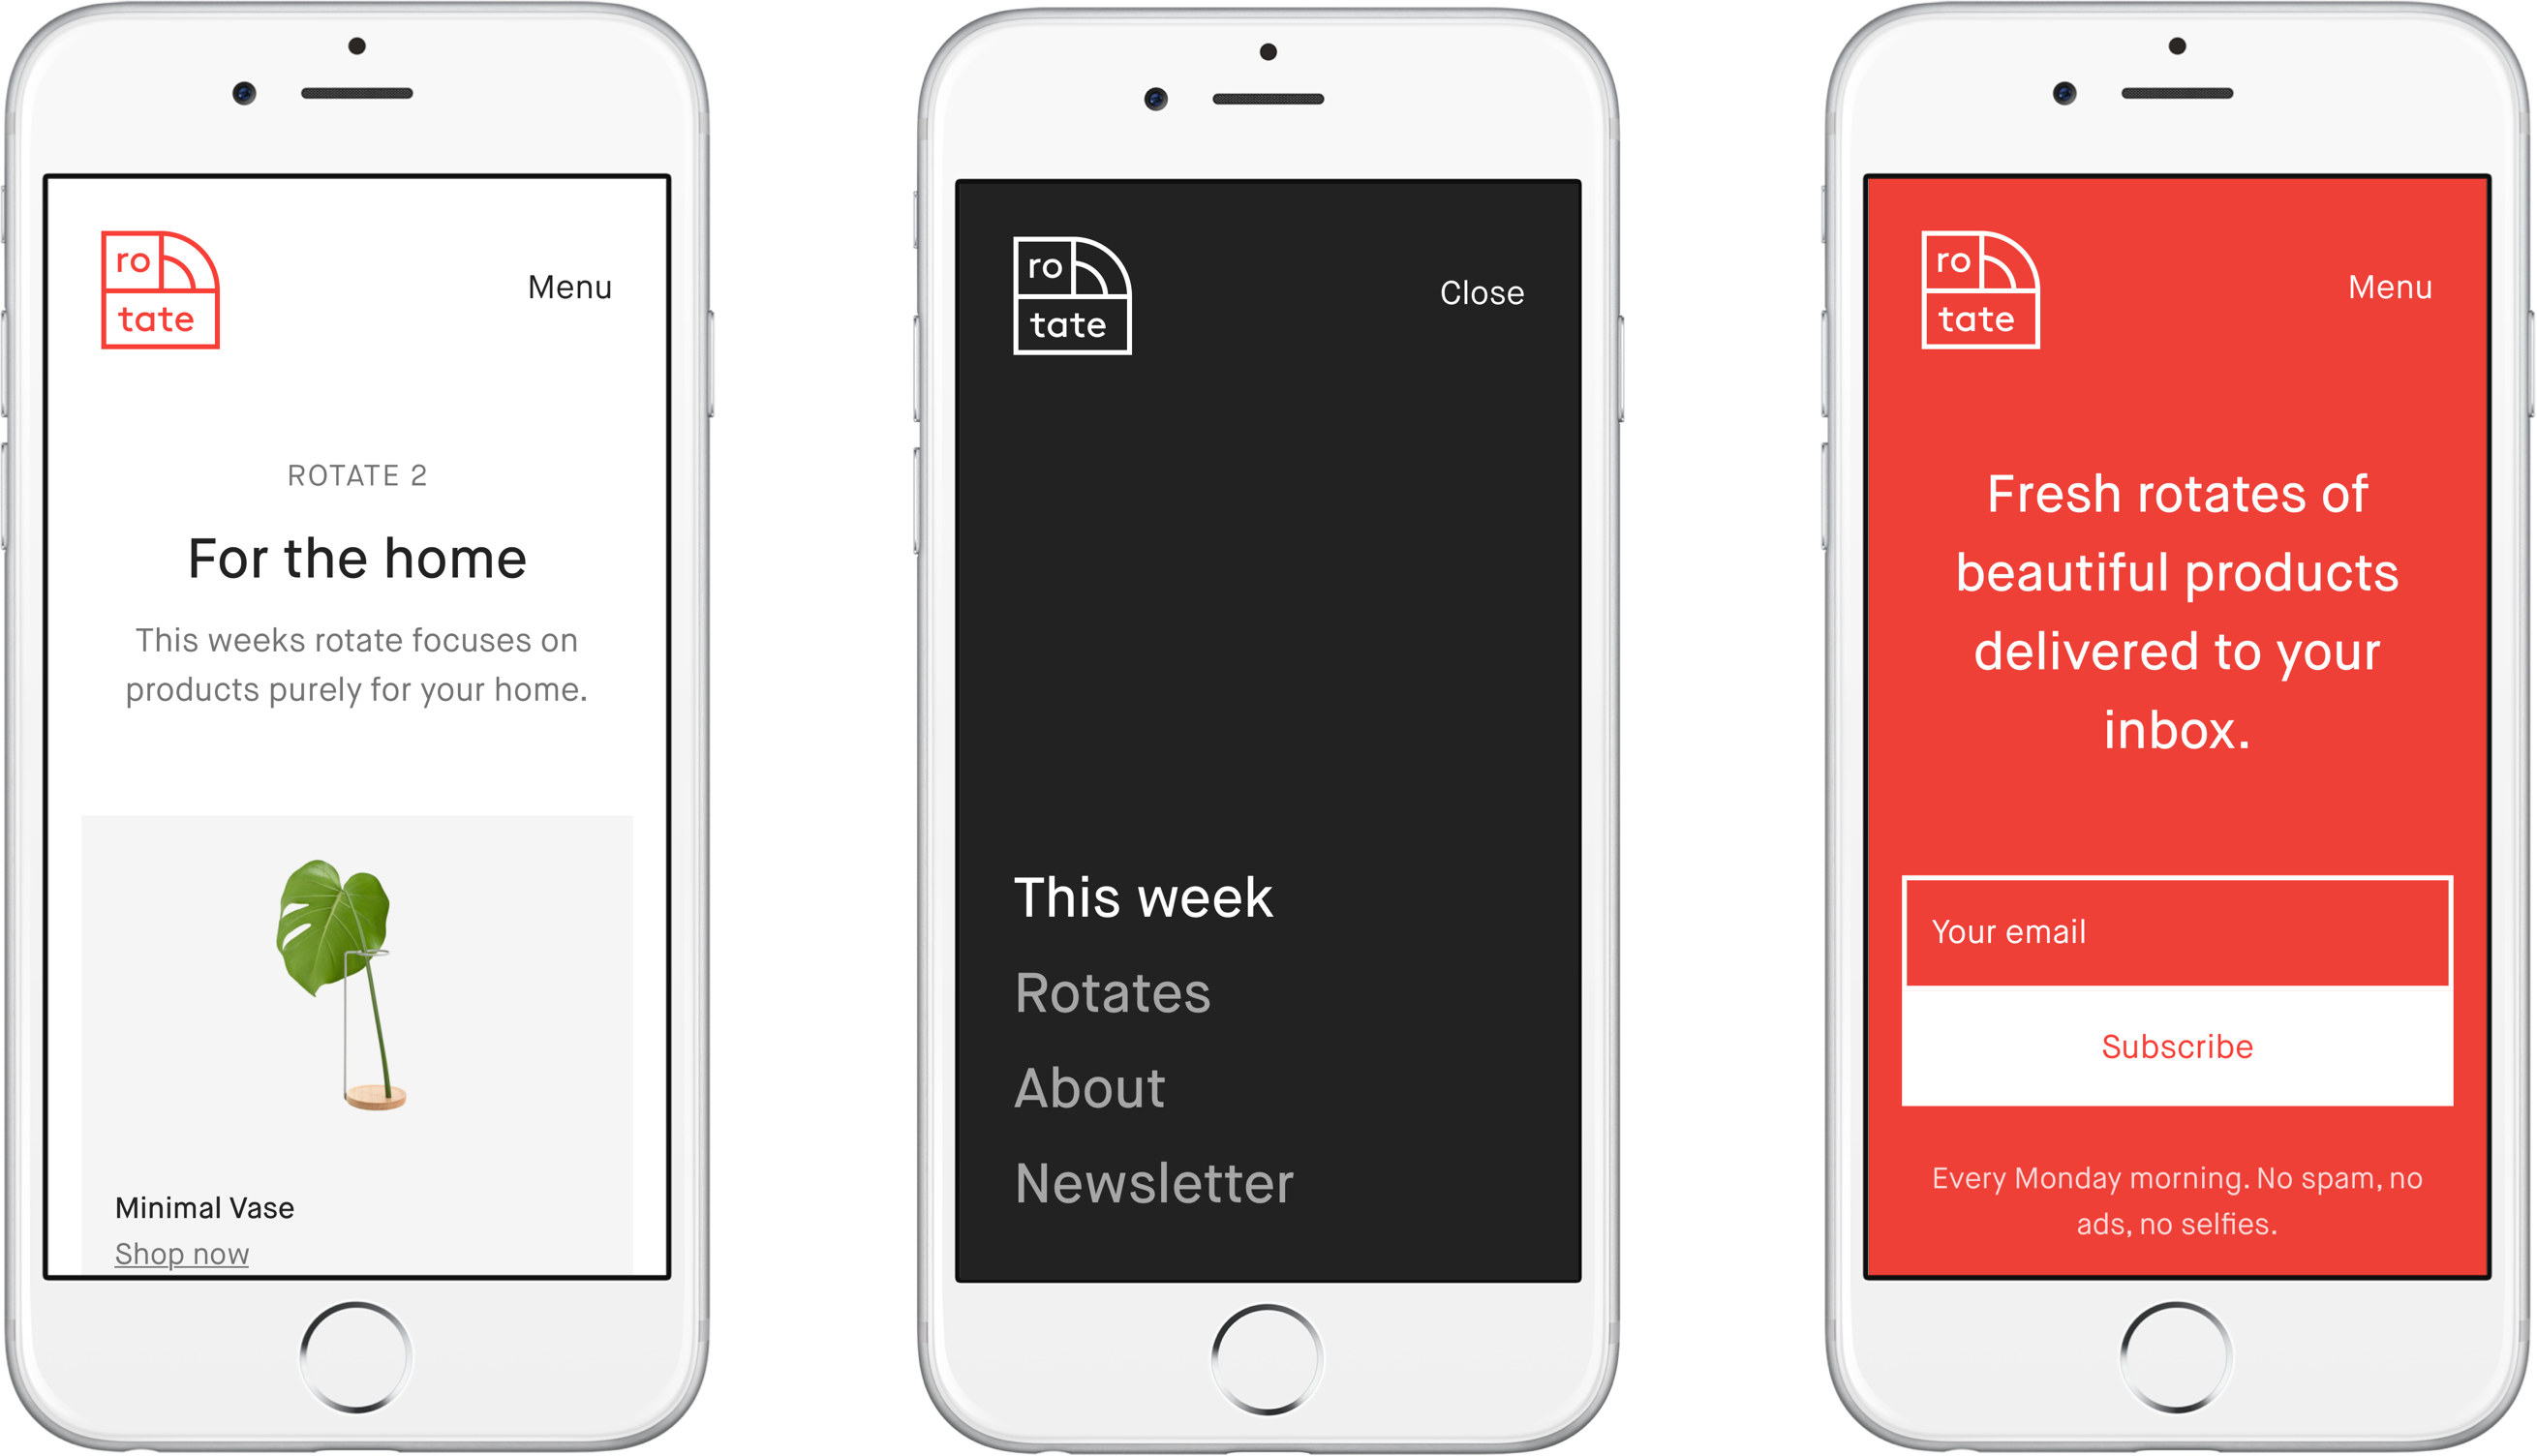 ro
tate
Menu
ROTATE 2
For the home
This weeks rotate focuses on
products purely for your home.
Minimal Vase
Shop now
ro
tate
Close
This week
Rotates
About
Newsletter
ro
tate
Menu
Fresh rotates of
beautiful products
delivered to your
inbox.
Your email
Subscribe
Every Monday morning. No spam, no
ads, no selfies.